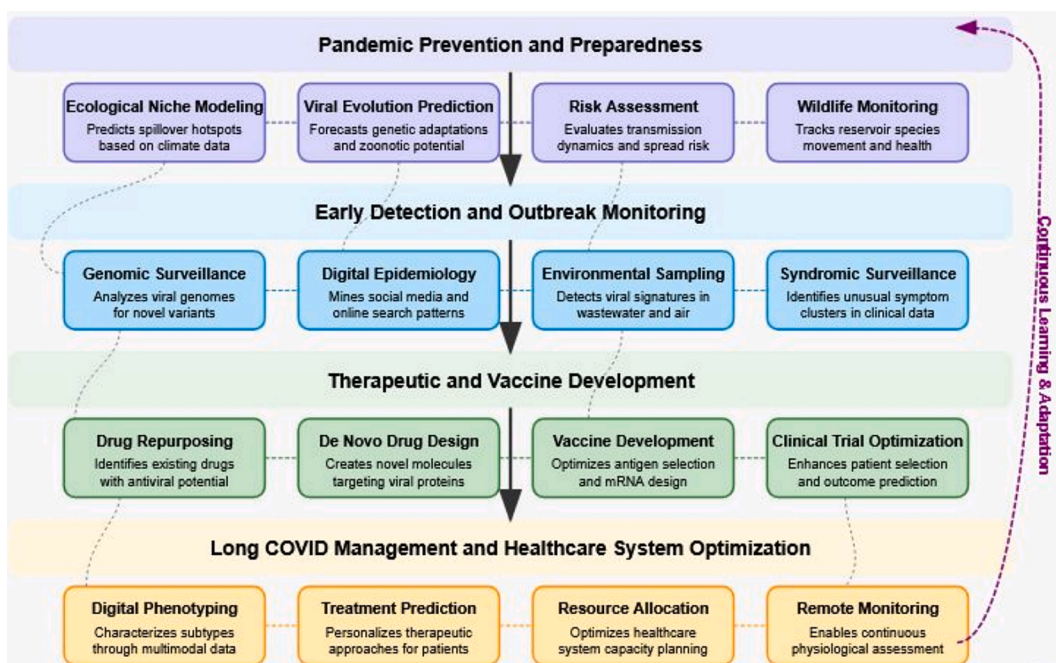 Pandemic Prevention and Preparedness
Ecological Niche Modeling
Predicts spillover hotspots
based on climate data
Viral Evolution Prediction
Forecasts genetic adaptations
and zoonotic potential
Risk Assessment
Evaluates transmission
dynamics and spread risk
Wildlife Monitoring
Tracks reservoir species
movement and health
Early Detection and Outbreak Monitoring
Genomic Surveillance
Analyzes viral genomes
for novel variants
Digital Epidemiology
Mines social media and
online search patterns
Environmental Sampling
Detects viral signatures in
wastewater and air
Syndromic Surveillance
Identifies unusual symptom
clusters in clinical data
Therapeutic and Vaccine Development
Drug Repurposing
Identifies existing drugs
with antiviral potential
De Novo Drug Design
Creates novel molecules
targeting viral proteins
Vaccine Development
Optimizes antigen selection
and mRNA design
Clinical Trial Optimization
Enhances patient selection
and outcome prediction
Long COVID Management and Healthcare System Optimization
Digital Phenotyping
Characterizes subtypes
through multimodal data
Treatment Prediction
Personalizes therapeutic
approaches for patients
Resource Allocation
Optimizes healthcare
system capacity planning
Remote Monitoring
Enables continuous
physiological assessment
Continuous Learning & Adaptation